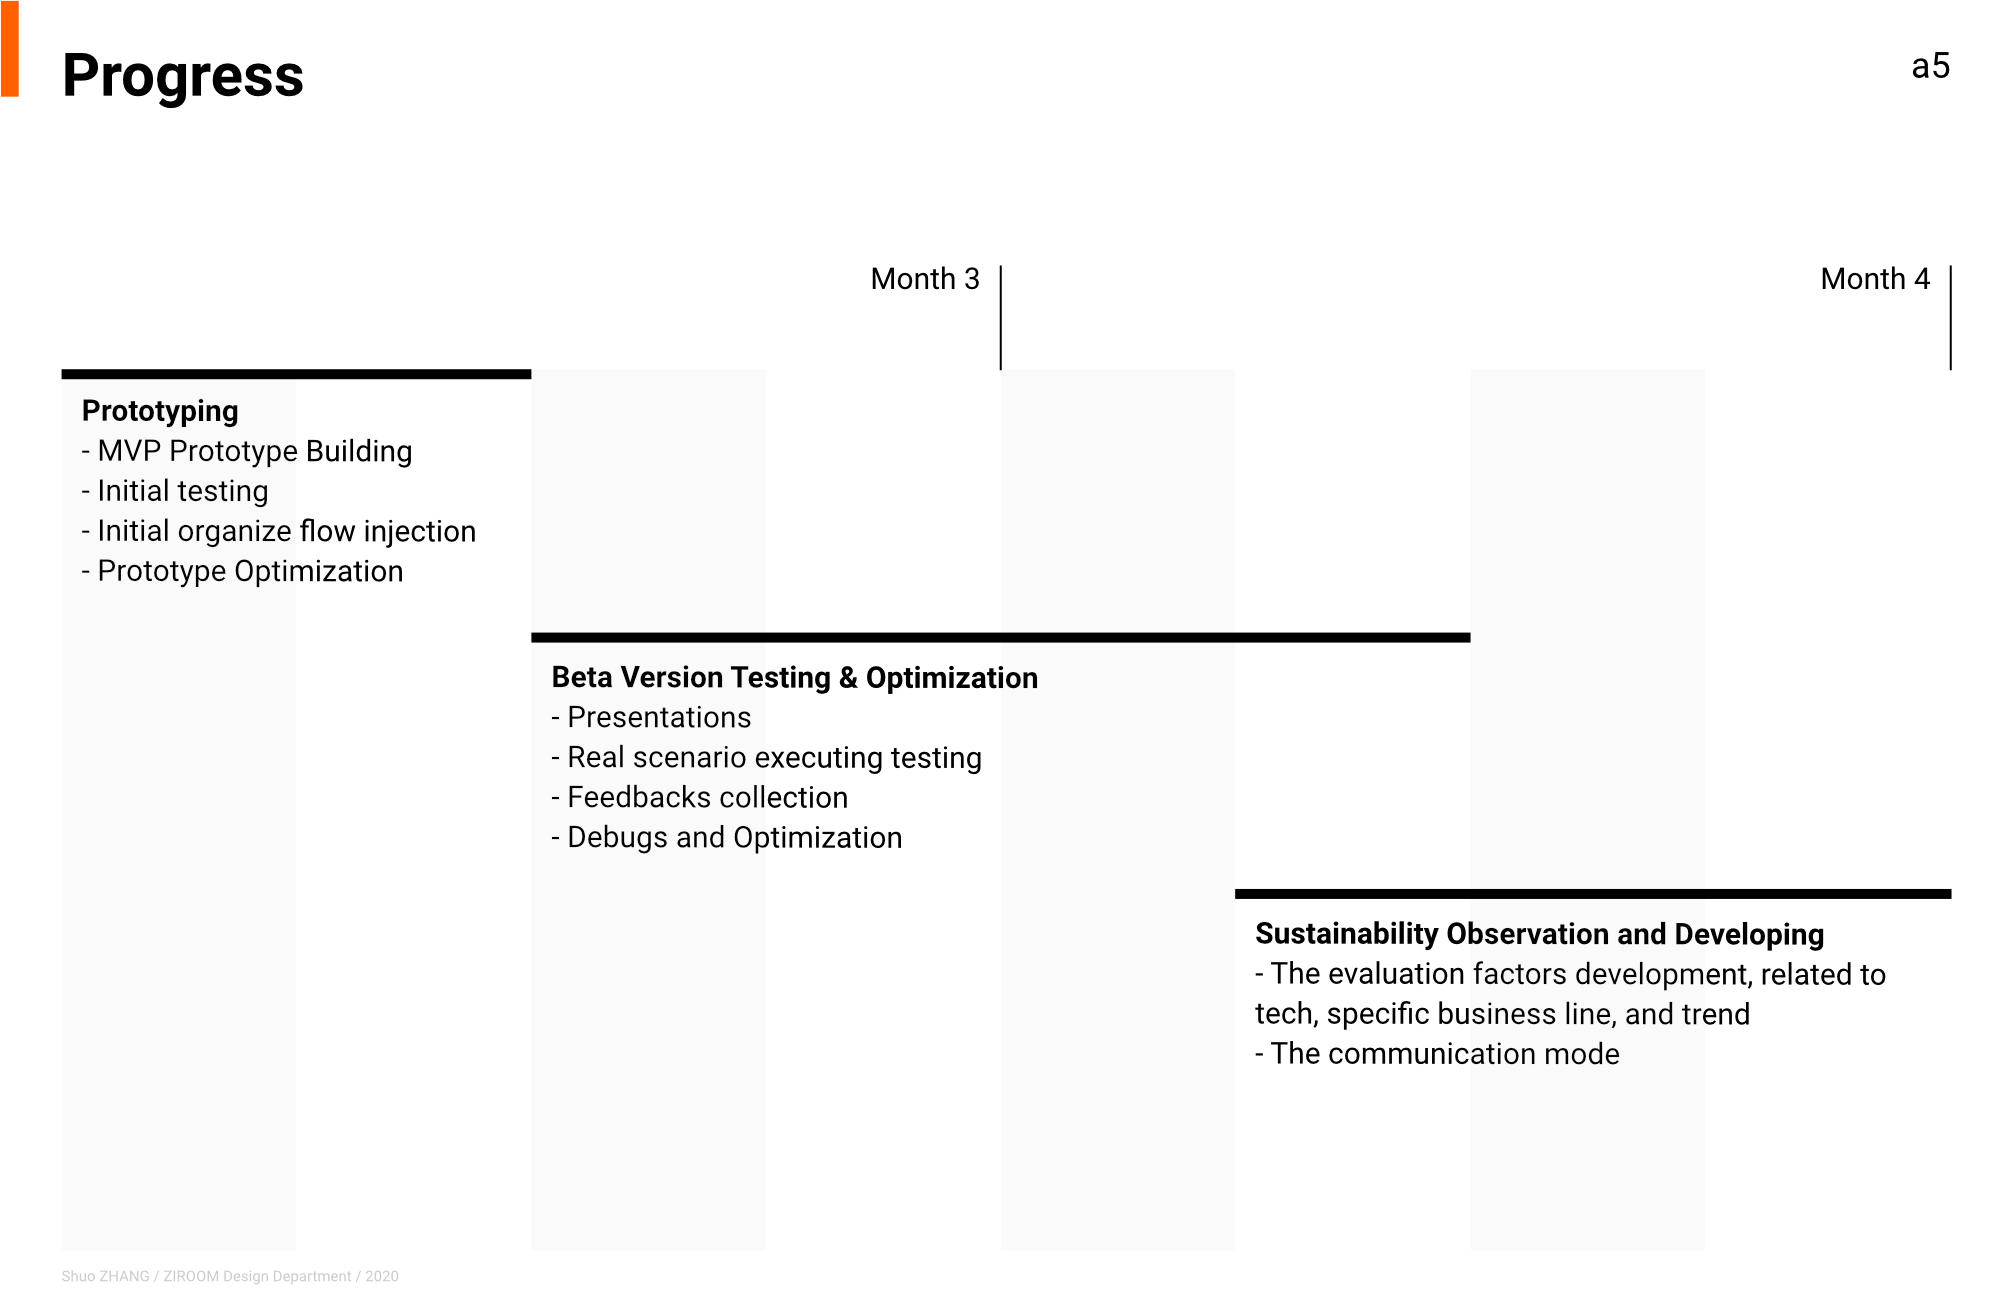 Progress
a5
Month 3
Month 4
Prototyping
- MVP Prototype Building
- Initial testing
- Initial organize flow injection
- Prototype Optimization
Beta Version Testing & Optimization
- Presentations
- Real scenario executing testing
- Feedbacks collection
- Debugs and Optimization
Sustainability Observation and Developing
- The evaluation factors development, related to
tech, specific business line, and trend
- The communication mode
Shuo ZHANG / ZIROOM Design Department / 2020